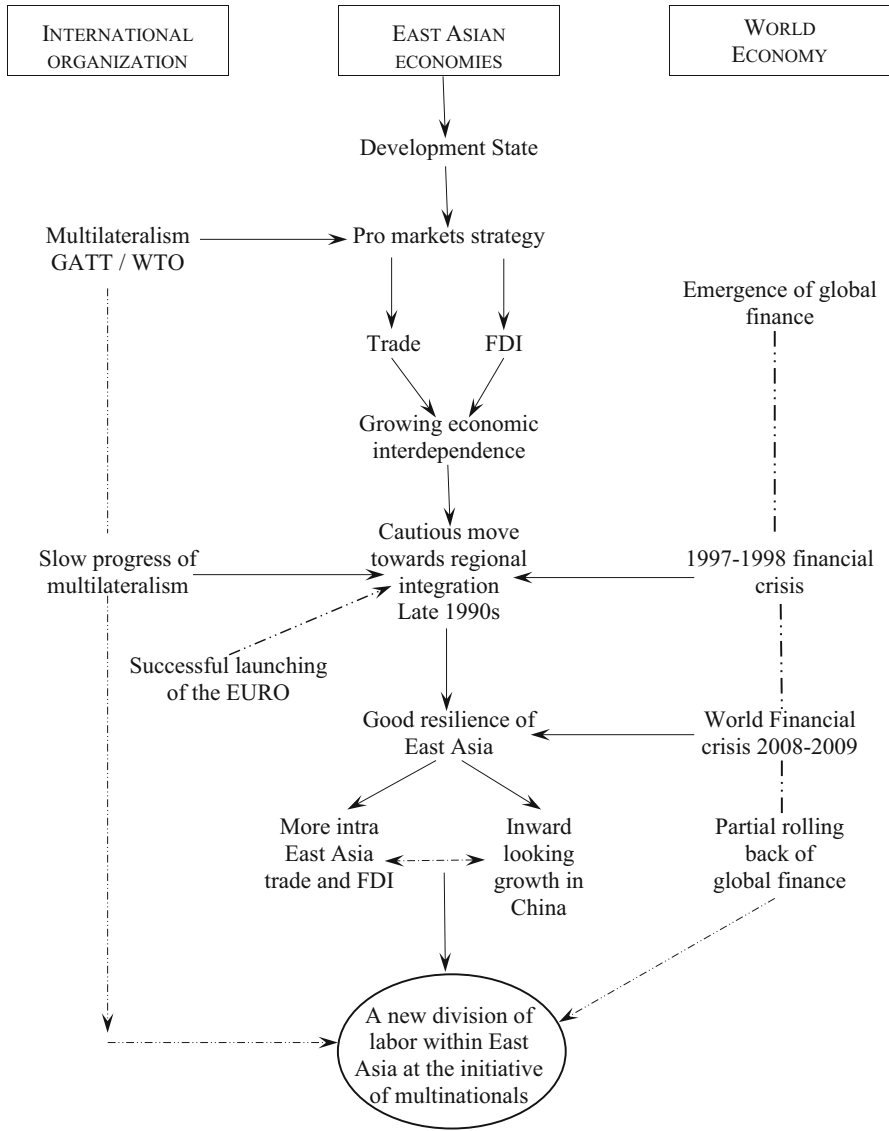 INTERNATIONAL
ORGANIZATION
EAST ASIAN
ECONOMIES
WORLD
ECONOMY
Development State
Multilateralism
GATT / WTO
Pro markets strategy
Emergence of global
finance
Trade
FDI
Growing economic
interdependence
Slow progress of
multilateralism
Cautious move
towards regional
integration
Late 1990s
1997-1998 financial
crisis
Successful launching
of the EURO
Good resilience of
East Asia
World Financial
crisis 2008-2009
More intra
East Asia
trade and FDI
Inward
looking
growth in
China
Partial rolling
back of
global finance
A new division of
labor within East
Asia at the initiative
of multinationals